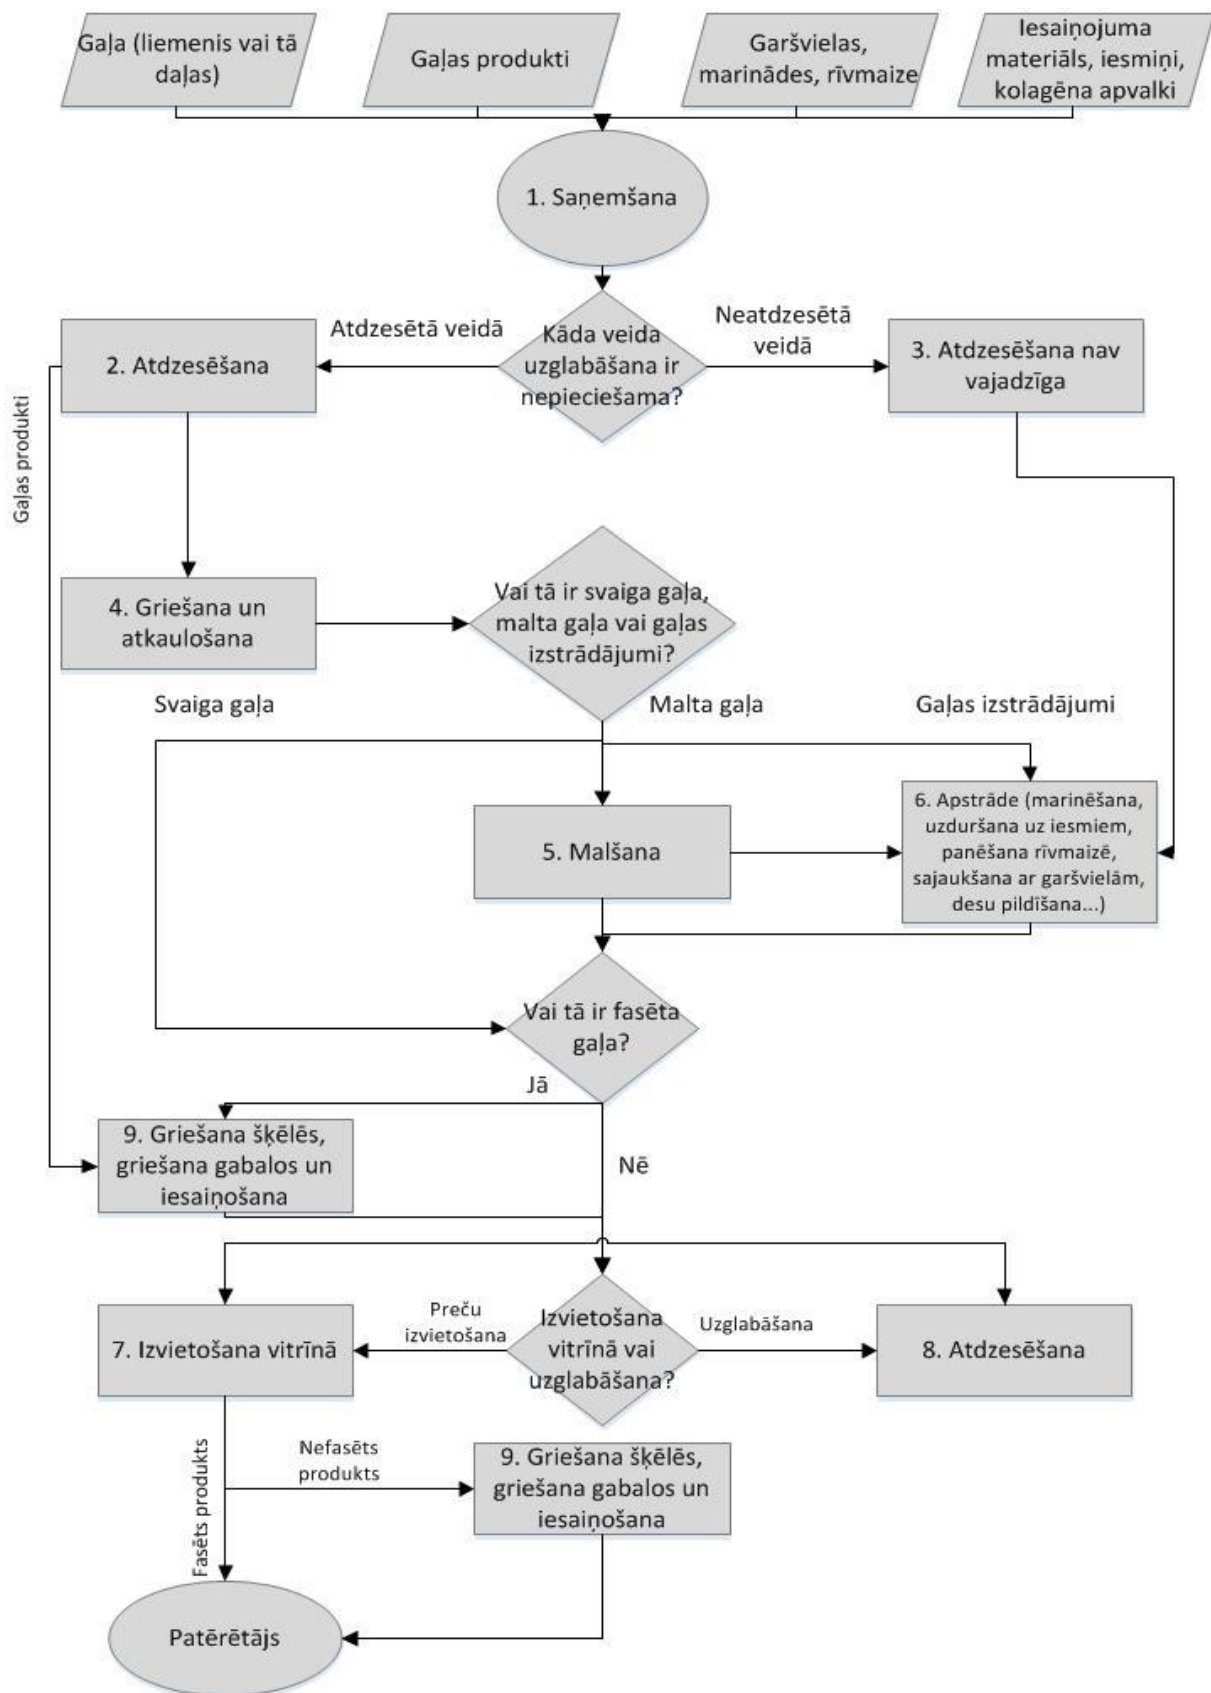 Gaļa (liemenis vai tā
daļas)
Gaļas produkti
Garšvielas,
marinādes, rīvmaize
Iesaiņojuma
materiāls, iesmiņi,
kolagēna apvalki
1. Saņemšana
Atdzesētā veidā
Kāda veida
uzglabāšana ir
nepieciešama?
Neatdzesētā
veidā
2. Atdzesēšana
3. Atdzesēšana nav
vajadzīga
Gaļas produkti
4. Griešana un
atkaulošana
Vai tā ir svaiga gaļa,
malta gaļa vai gaļas
izstrādājumi?
Svaiga gaļa
Malta gaļa
Gaļas izstrādājumi
5. Malšana
6. Apstrāde (marinēšana,
uzduršana uz iesmiem,
panēšana rīvmaizē,
sajaukšana ar garšvielām,
desu pildīšana...)
Vai tā ir fasēta
gaļa?
Jā
9. Griešana šķēlēs,
griešana gabalos un
iesaiņošana
Nē
7. Izvietošana vitrīnā
Preču
izvietošana
Izvietošana
vitrīnā vai
uzglabāšana?
Uzglabāšana
8. Atdzesēšana
Fasēts produkts
Nefasēts
produkts
9. Griešana šķēlēs,
griešana gabalos un
iesaiņošana
Patērētājs